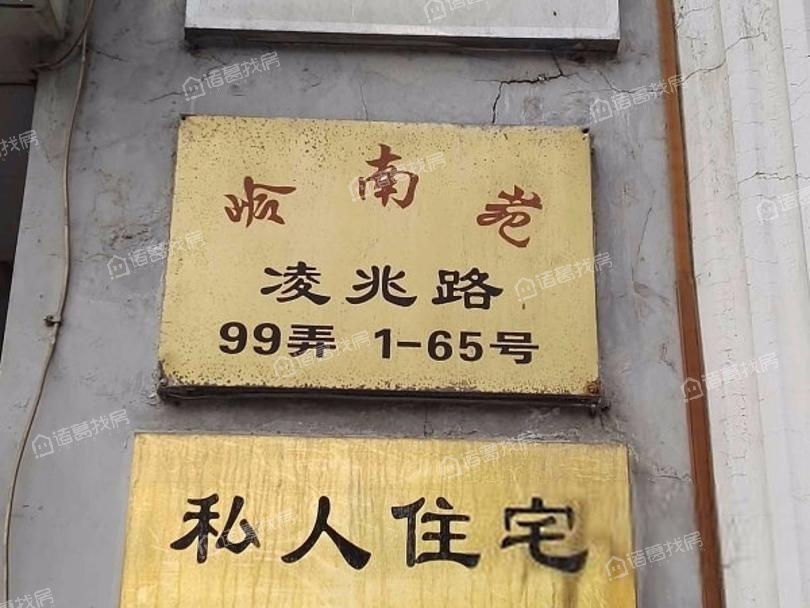 南苑
凌兆路
99弄 1-65号
私人住宅
诸葛找房